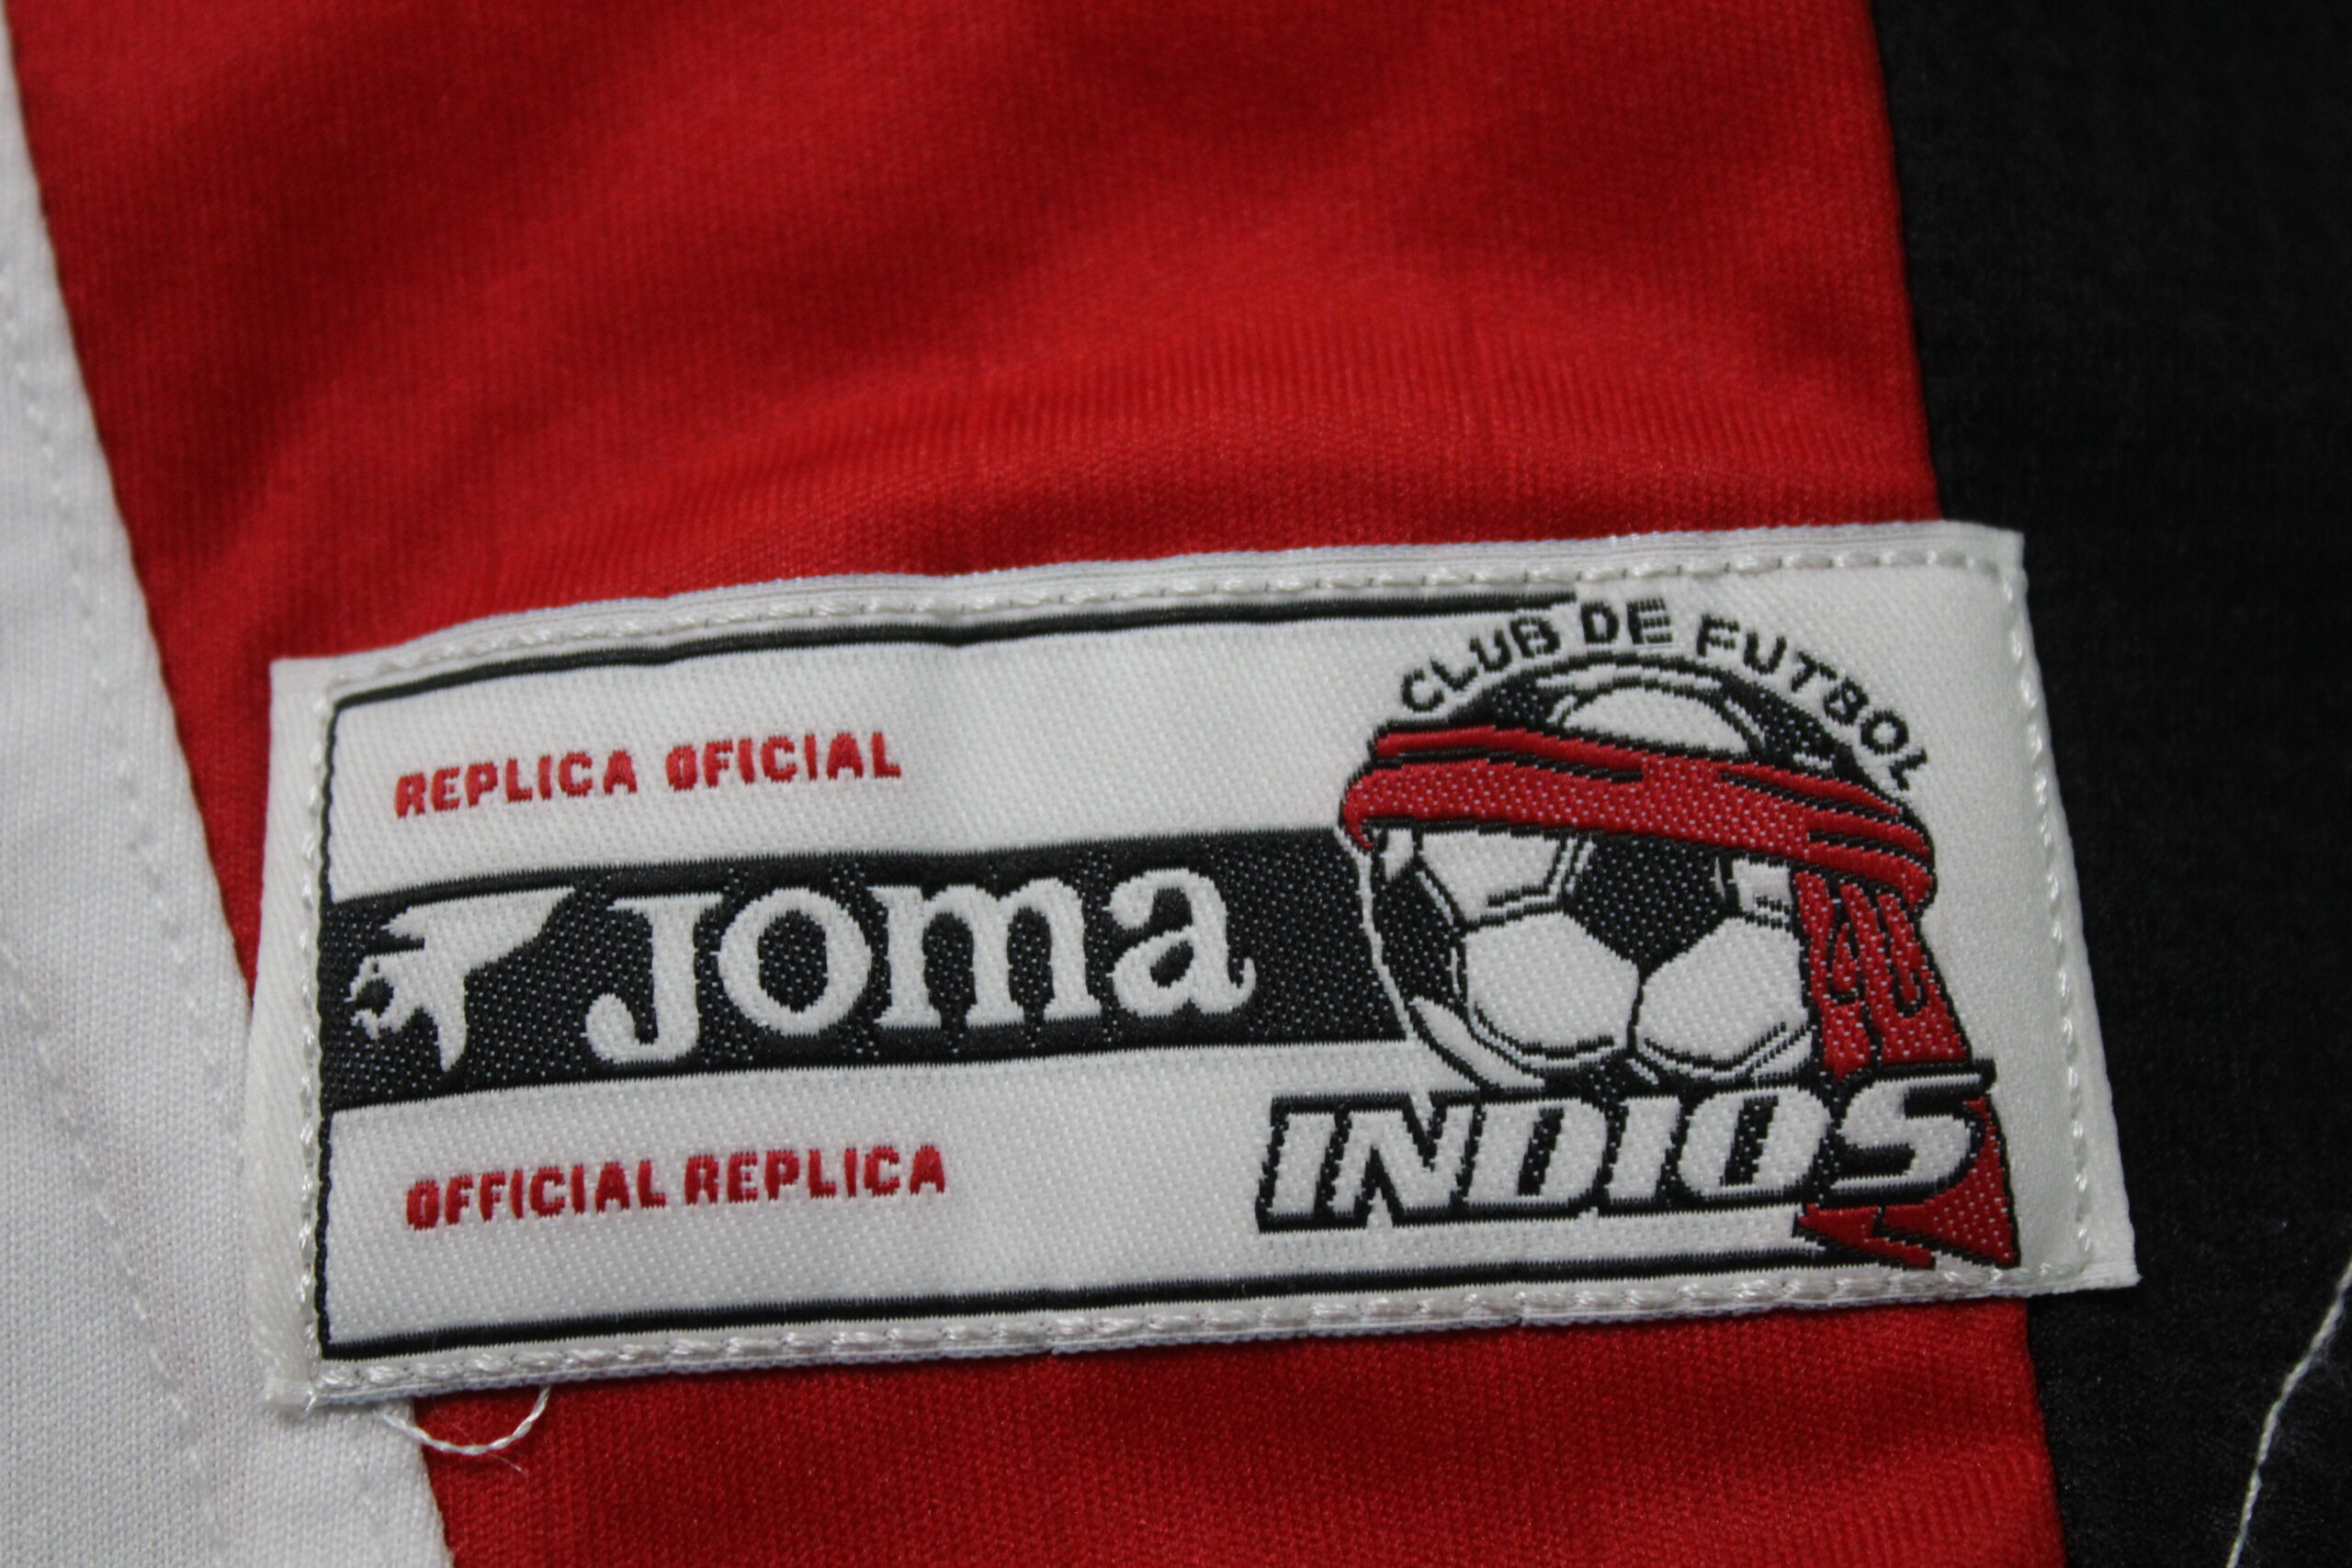 REPLICA OFICIAL
Joma
OFFICIAL REPLICA
CLUB DE FUTBOL
INDIOS